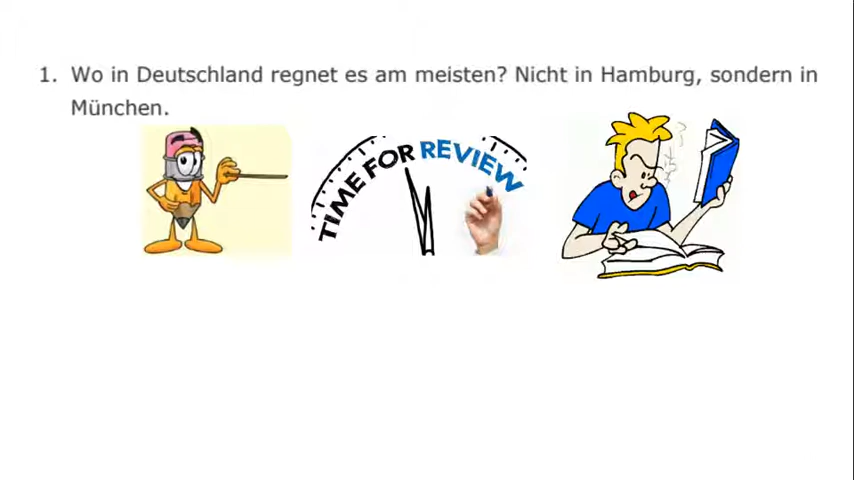 1. Wo in Deutschland regnet es am meisten? Nicht in Hamburg, sondern in
München.
TIME FOR REVIEW